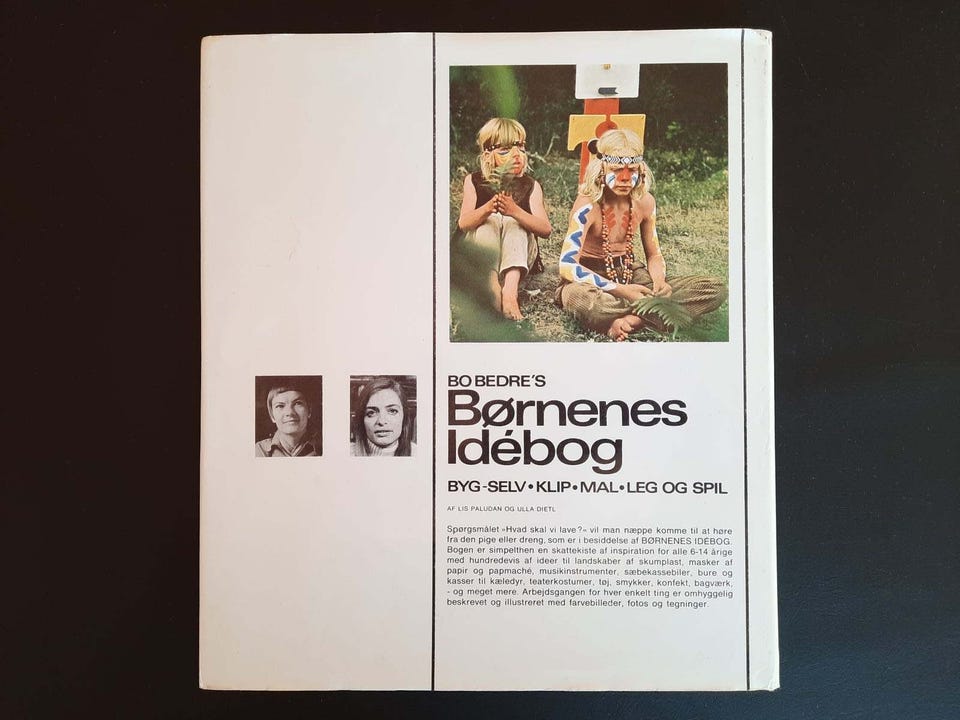 BO BEDRE'S
Børnenes
Idébog
BYG-SELV • KLIP • MAL • LEG OG SPIL
AF LIS PALUDAN OG ULLA DIETL
Spørgsmålet »Hvad skal vi lave?« vil man næppe komme til at høre
fra den pige eller dreng, som er i besiddelse af BØRNENES IDEBOG.
Bogen er simpelthen en skattekiste af inspiration for alle 6-14 årige
med hundredevis af ideer til landskaber af skumplast, masker af
papir og papmaché, musikinstrumenter, sæbekassebiler, bure og
kasser til kæledyr, teaterkostumer, tøj, smykker, konfekt, bagværk,
- og meget mere. Arbejdsgangen for hver enkelt ting er omhyggelig
beskrevet og illustreret med farvebilleder, fotos og tegninger.